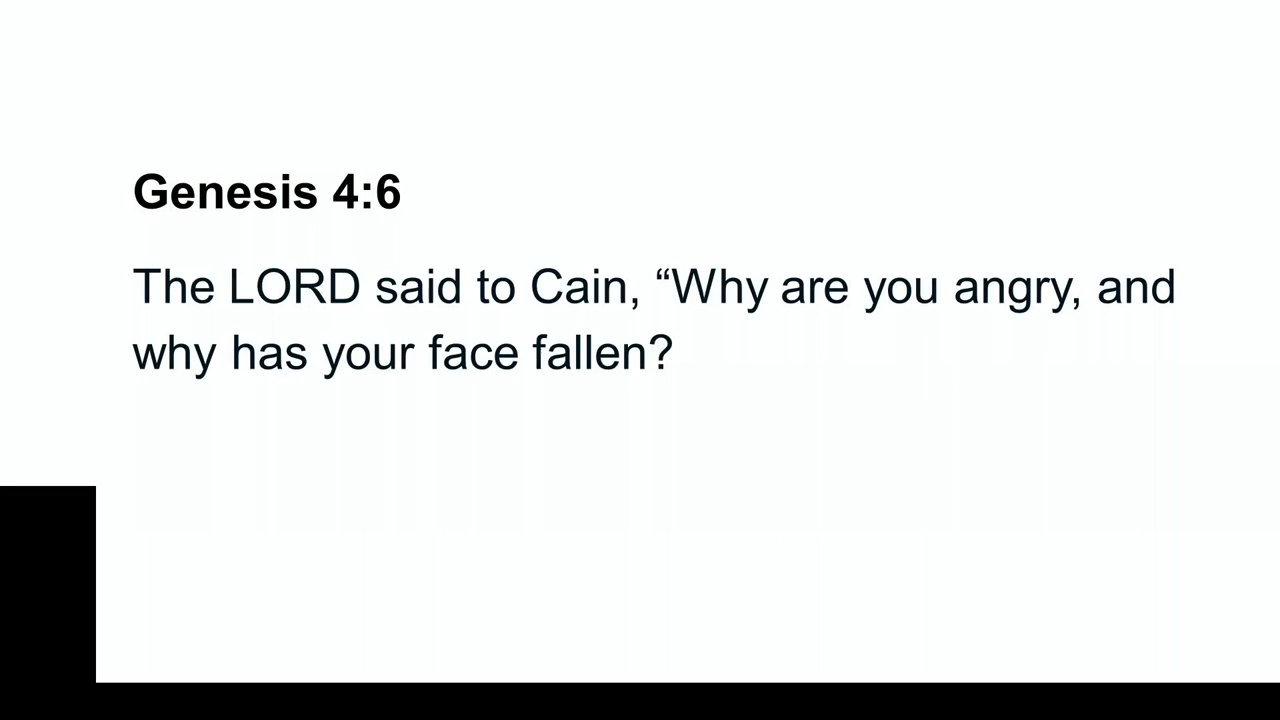 Genesis 4:6
The LORD said to Cain, “Why are you angry, and
why has your face fallen?